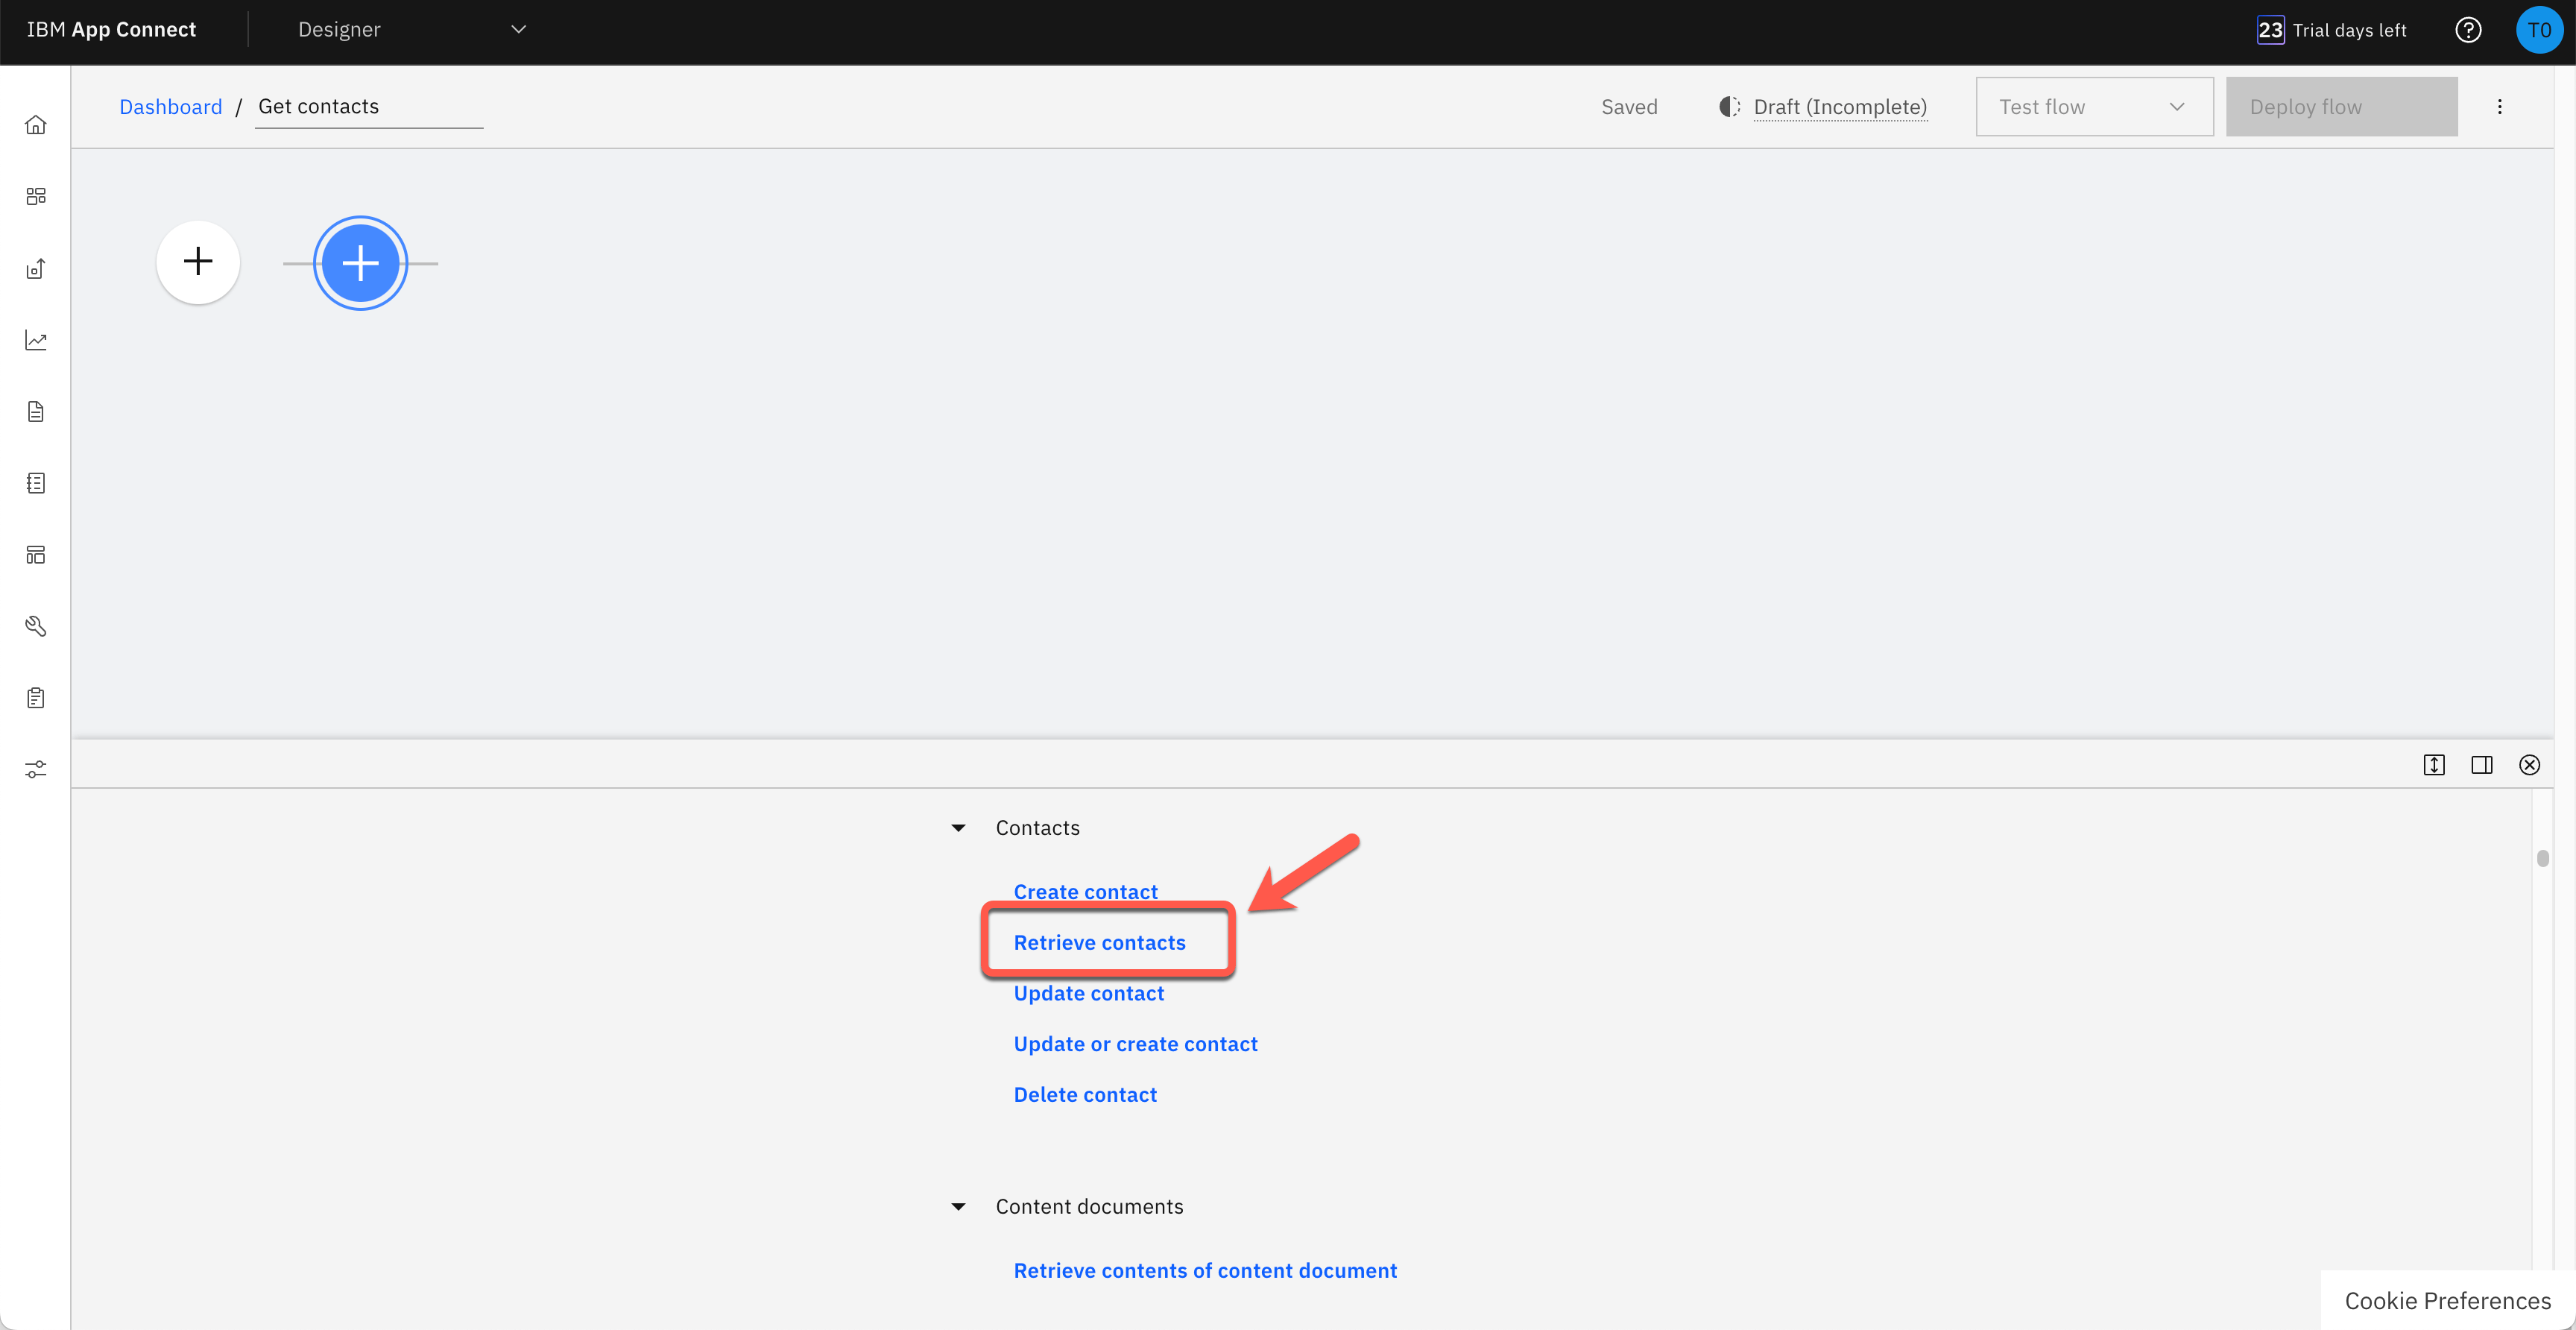 IBM App Connect
Designer
23 Trial days left
T0
Dashboard / Get contacts
Saved
Draft (Incomplete)
Test flow
Deploy flow
Contacts
Create contact
Retrieve contacts
Update contact
Update or create contact
Delete contact
Content documents
Retrieve contents of content document
Cookie Preferences